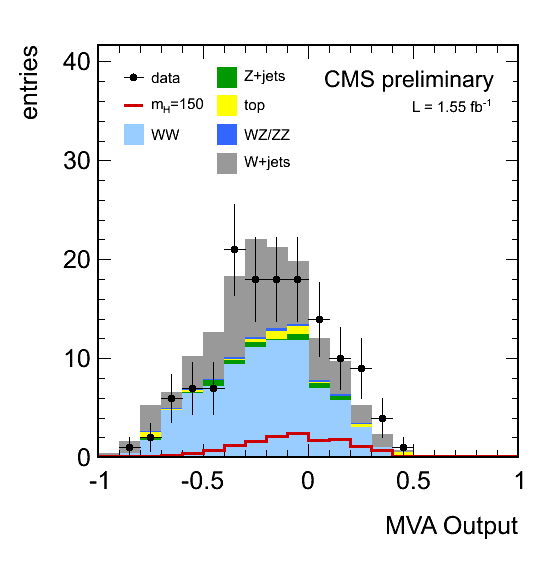 entries
40
30
20
10
0
data
m_H=150
WW
Z+jets
top
WZ/ZZ
W+jets
CMS preliminary
L = 1.55 fb⁻¹
-1
-0.5
0
0.5
1
MVA Output